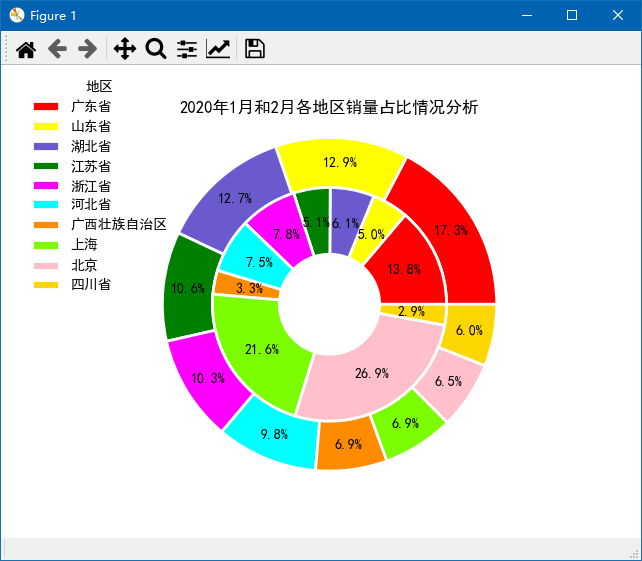 Figure 1
2020年1月和2月各地区销量占比情况分析
地区
广东省
山东省
湖北省
江苏省
浙江省
河北省
广西壮族自治区
上海
北京
四川省
17.3%
12.9%
12.7%
10.6%
10.3%
9.8%
6.9%
6.9%
6.5%
6.0%
13.8%
5.0%
6.1%
5.1%
7.8%
7.5%
3.3%
21.6%
26.9%
2.9%